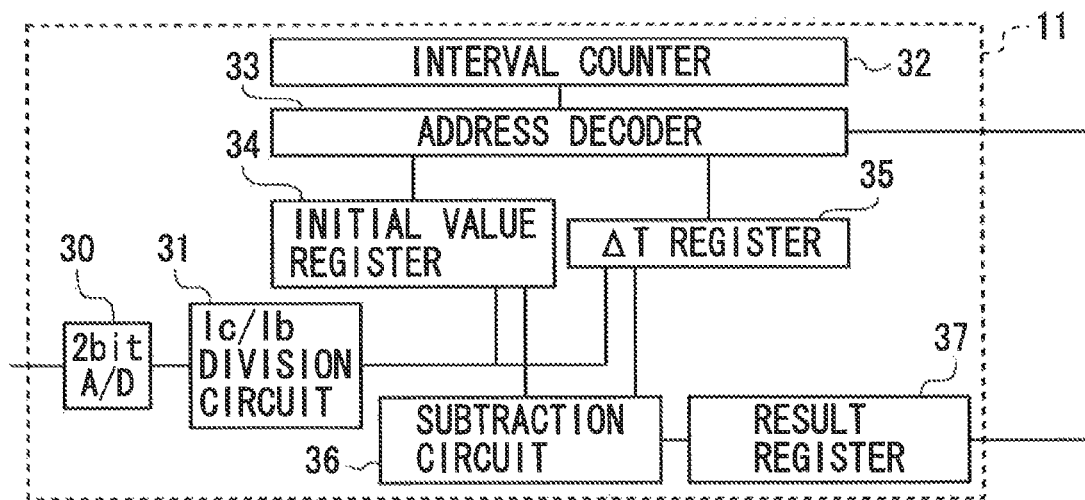 11
INTERVAL COUNTER
32
33
ADDRESS DECODER
34
35
INITIAL VALUE
REGISTER
ΔT REGISTER
30
31
2bit
A/D
Ic/Ib
DIVISION
CIRCUIT
37
SUBTRACTION
CIRCUIT
36
RESULT
REGISTER